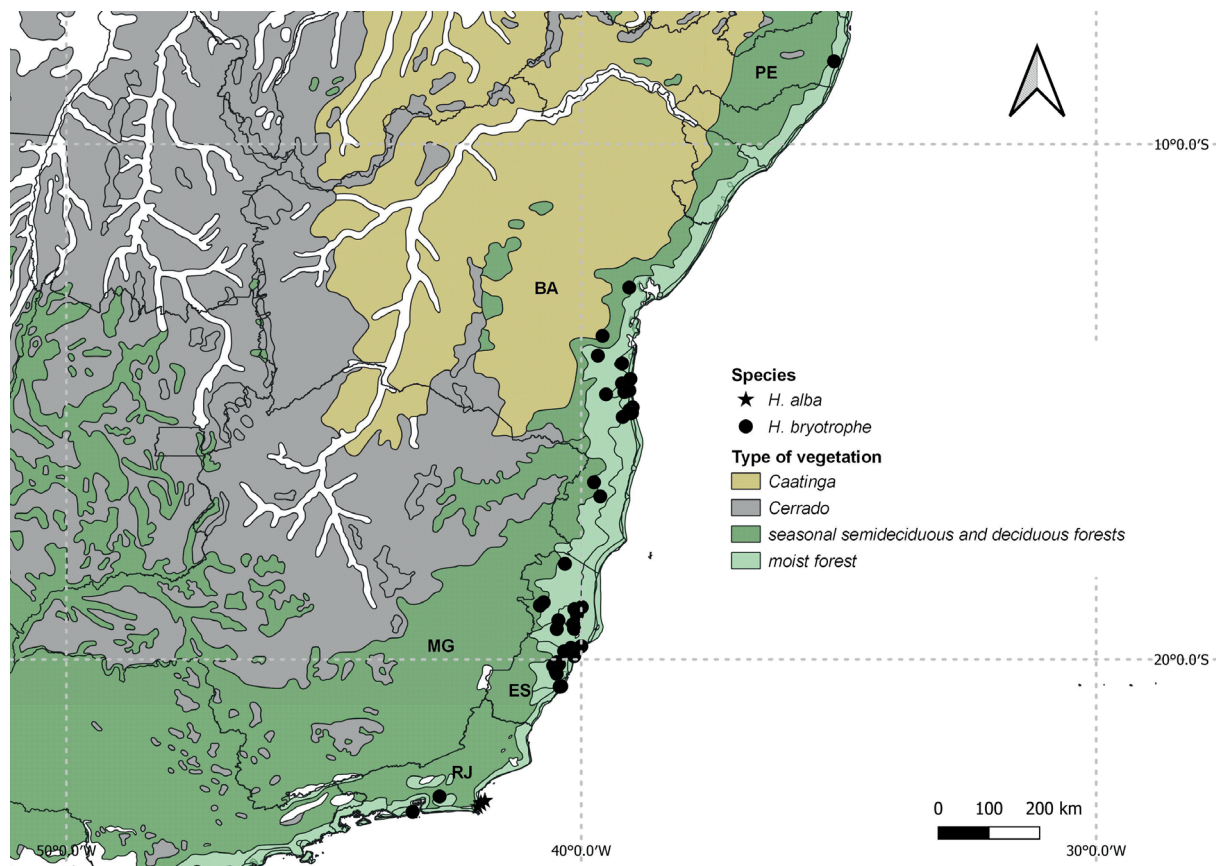 PE
10°0.0'S
BA
Species
H. alba
H. bryotrophe
Type of vegetation
Caatinga
Cerrado
seasonal semideciduous and deciduous forests
moist forest
MG
20°0.0'S
ES
RJ
0 100 200 km
50°0.0'W 40°0.0'W 30°0.0'W